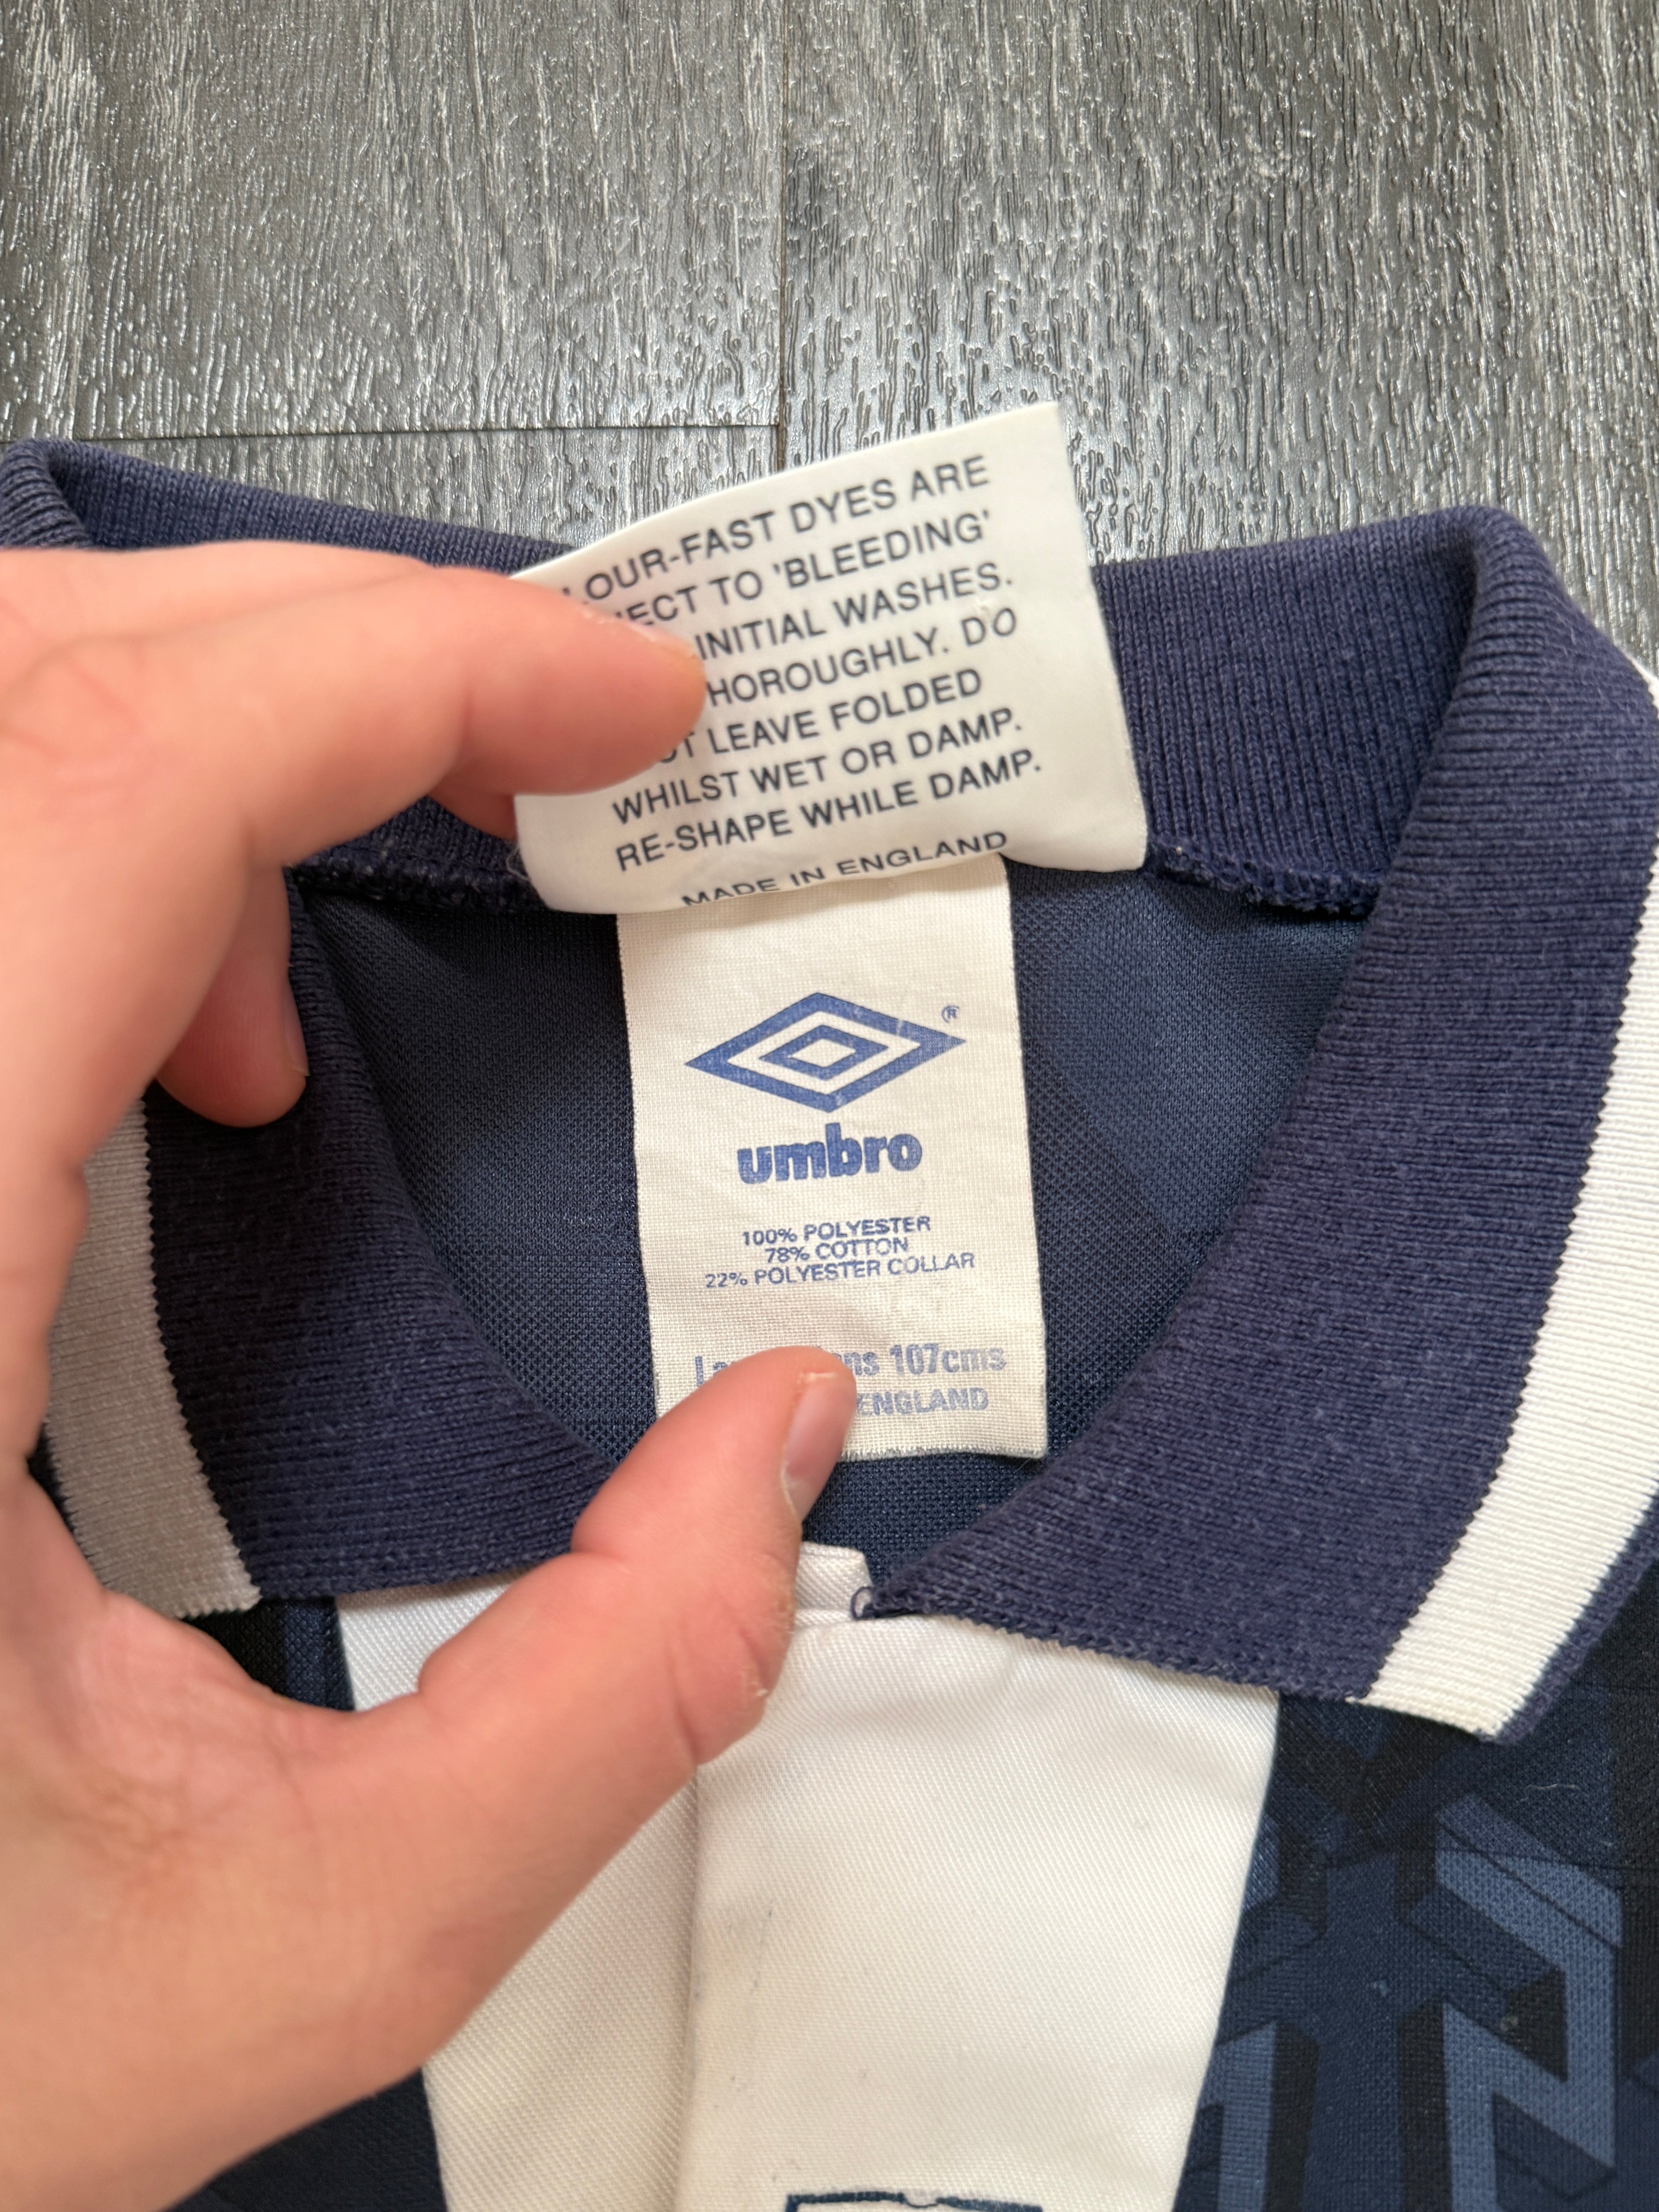 OUR-FAST DYES ARE
TO 'BLEEDING'
INITIAL WASHES.
HOROUGHLY. DO
LEAVE FOLDED
WHILST WET OR DAMP.
RE-SHAPE WHILE DAMP.
MADE IN ENGLAND
®
umbro
100% POLYESTER
78% COTTON
22% POLYESTER COLLAR
107cms
ENGLAND